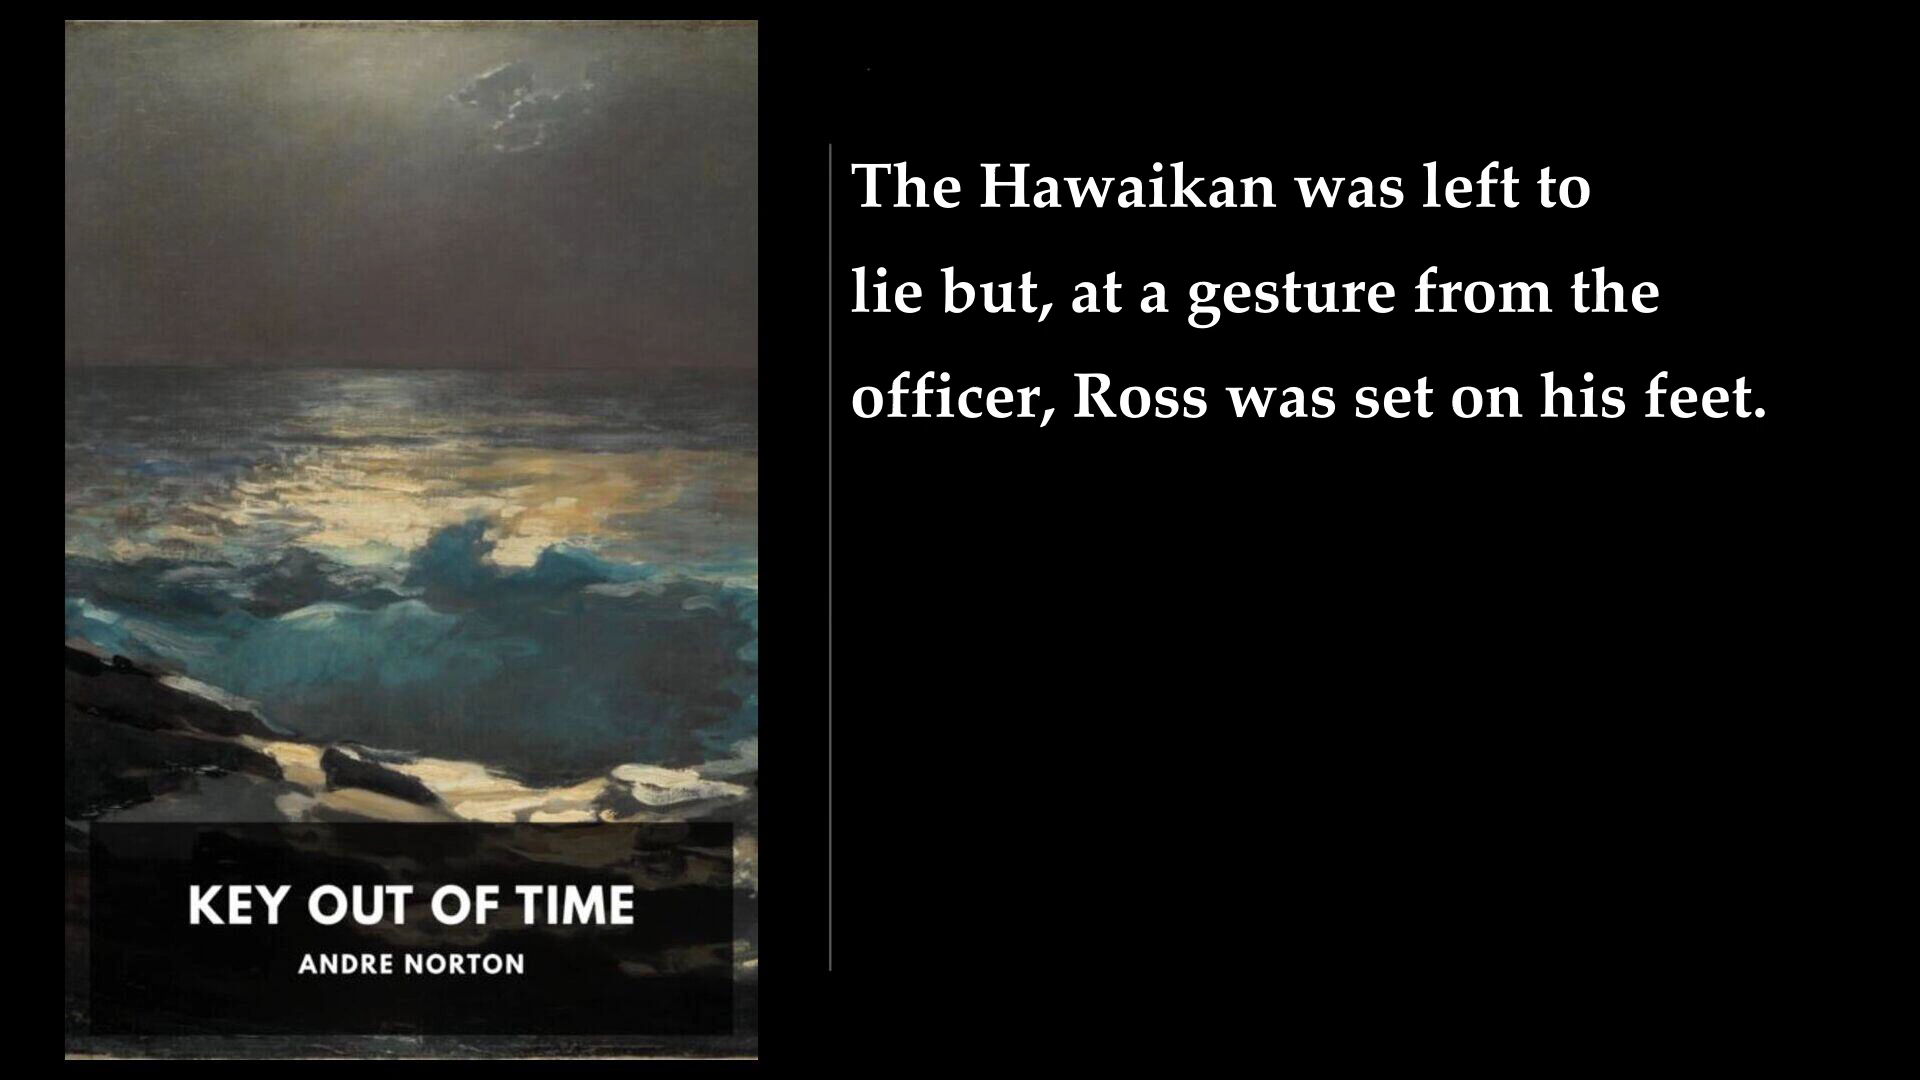 The Hawaikan was left to
lie but, at a gesture from the
officer, Ross was set on his feet.
KEY OUT OF TIME
ANDRE NORTON